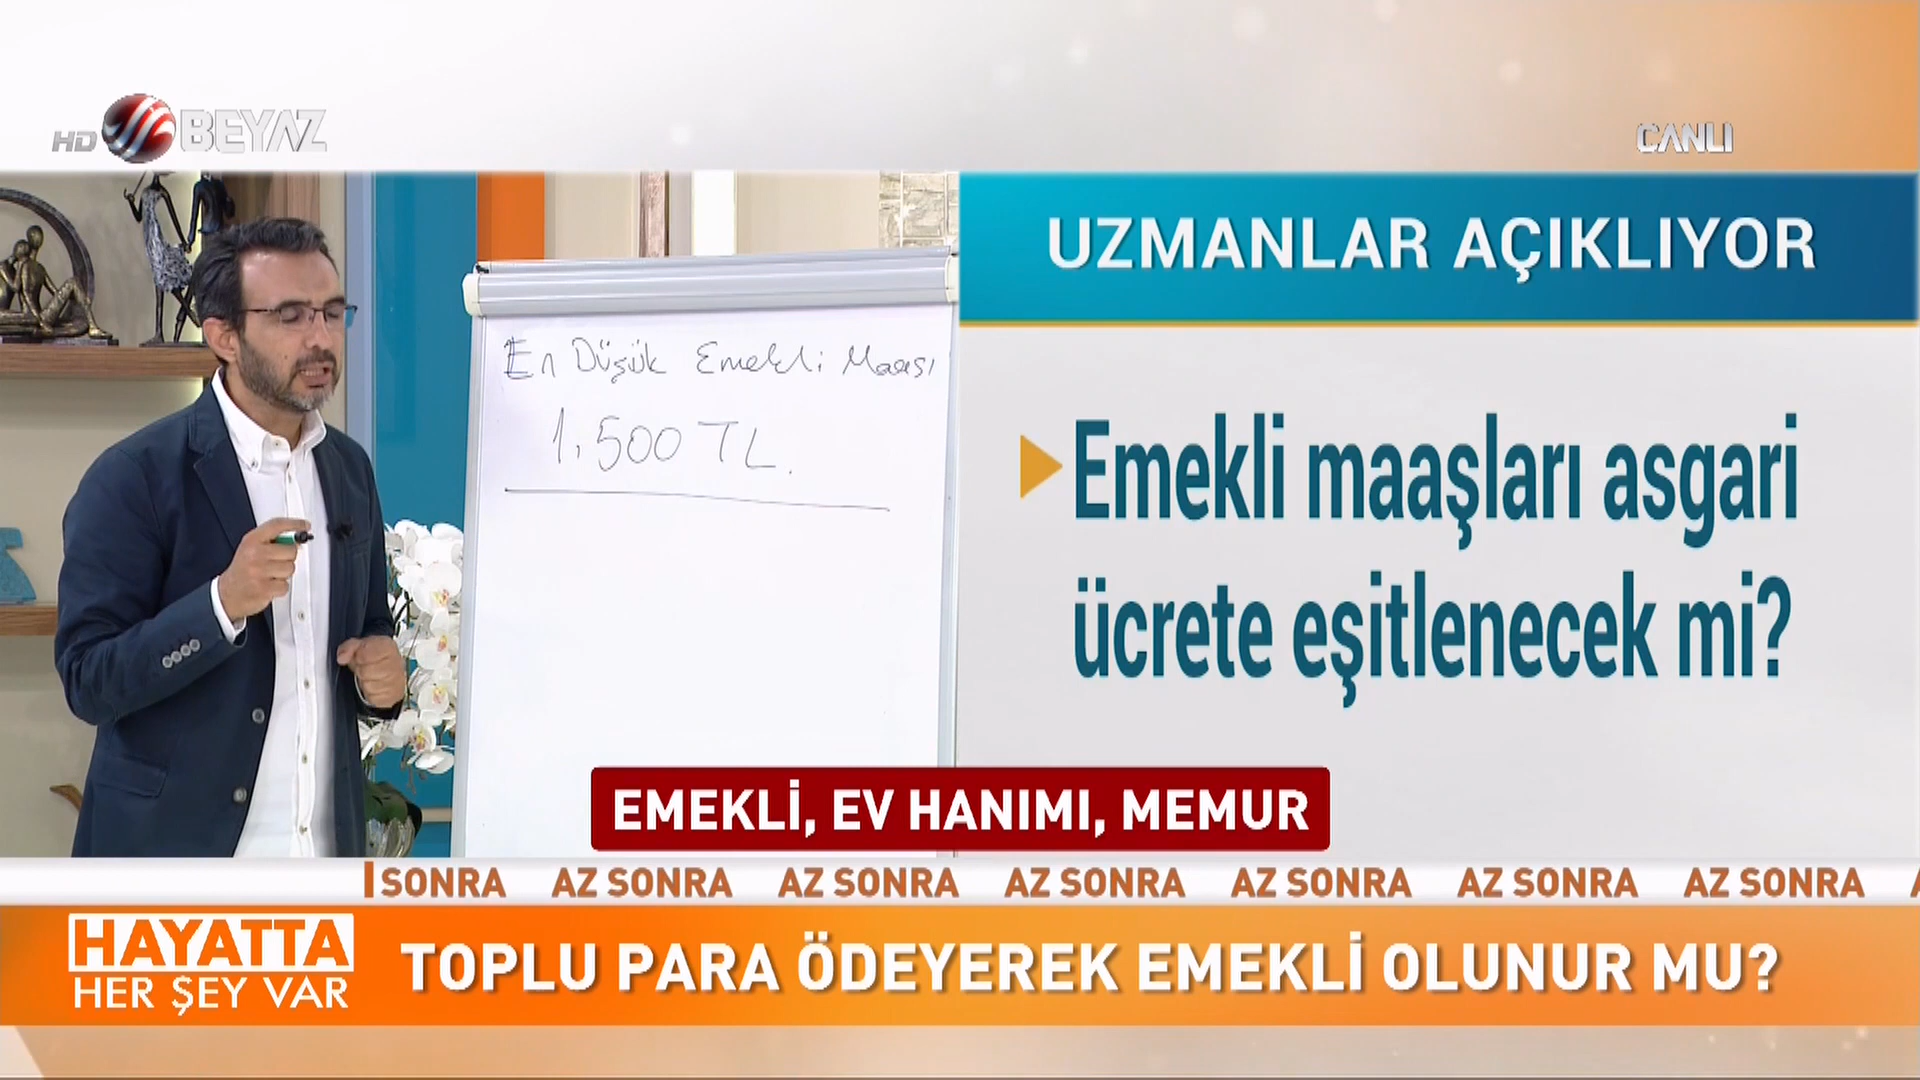 HD BEYAZ
CANLI
UZMANLAR AÇIKLIYOR
En Düşük Emekli Maaşı
1.500 TL.
Emekli maaşları asgari
ücrete eşitlenecek mi?
EMEKLİ, EV HANIMI, MEMUR
SONRA AZ SONRA AZ SONRA AZ SONRA AZ SONRA AZ SONRA AZ SONRA
HAYATTA
HER ŞEY VAR
TOPLU PARA ÖDEYEREK EMEKLİ OLUNUR MU?